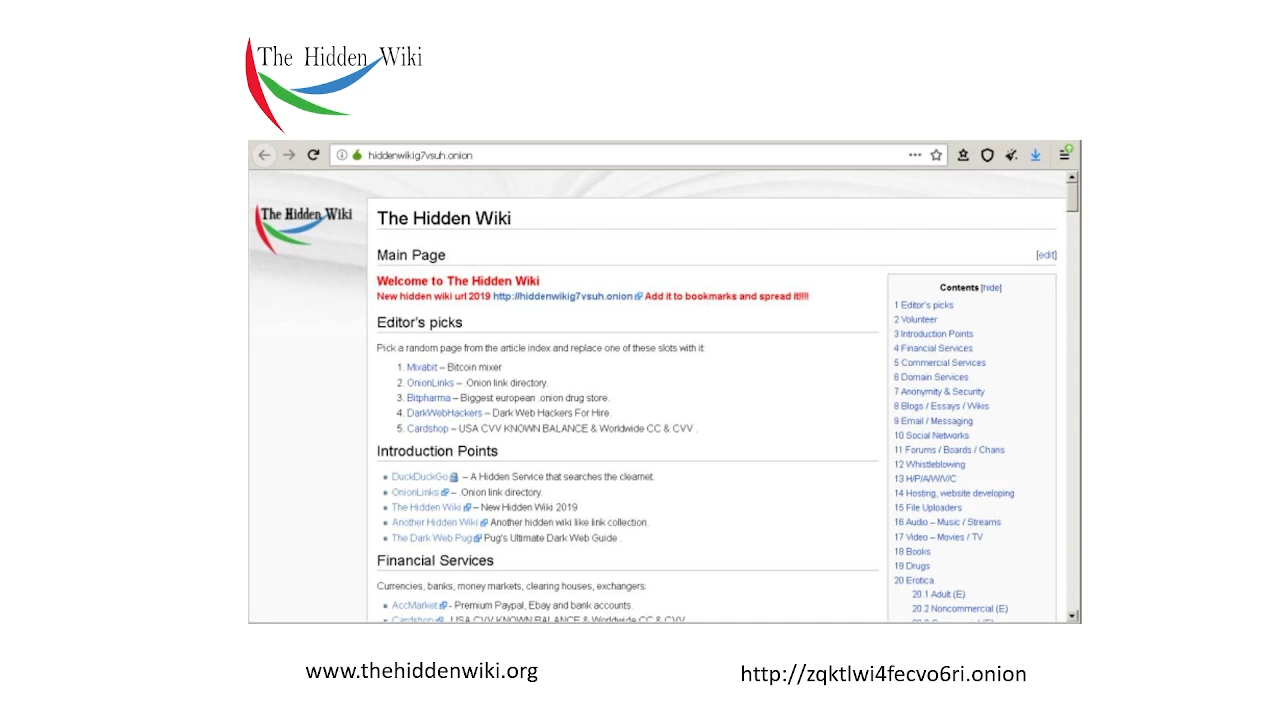 The Hidden Wiki
hiddenwikig7vsuh.onion
The Hidden Wiki
The Hidden Wiki
Main Page
[edit]
Welcome to The Hidden Wiki
New hidden wiki url 2019 http://hiddenwikig7vsuh.onion Add it to bookmarks and spread it!!!!
Editor's picks
Pick a random page from the article index and replace one of these slots with it:
1. Mixabit – Bitcoin mixer
2. OnionLinks – .Onion link directory.
3. Bitpharma – Biggest european .onion drug store.
4. DarkWebHackers – Dark Web Hackers For Hire.
5. Cardshop – USA CVV KNOWN BALANCE & Worldwide CC & CVV .
Introduction Points
DuckDuckGo – A Hidden Service that searches the clearnet.
OnionLinks – .Onion link directory.
The Hidden Wiki – New Hidden Wiki 2019
Another Hidden Wiki Another hidden wiki like link collection.
The Dark Web Pug Pug's Ultimate Dark Web Guide .
Financial Services
Currencies, banks, money markets, clearing houses, exchangers:
AccMarket - Premium Paypal, Ebay and bank accounts.
Cardshop – USA CVV KNOWN BALANCE & Worldwide CC & CVV
Contents [hide]
1 Editor's picks
2 Volunteer
3 Introduction Points
4 Financial Services
5 Commercial Services
6 Domain Services
7 Anonymity & Security
8 Blogs / Essays / Wikis
9 Email / Messaging
10 Social Networks
11 Forums / Boards / Chans
12 Whistleblowing
13 H/P/A/W/V/C
14 Hosting, website developing
15 File Uploaders
16 Audio – Music / Streams
17 Video – Movies / TV
18 Books
19 Drugs
20 Erotica
20.1 Adult (E)
20.2 Noncommercial (E)
www.thehiddenwiki.org
http://zqktlwi4fecvo6ri.onion